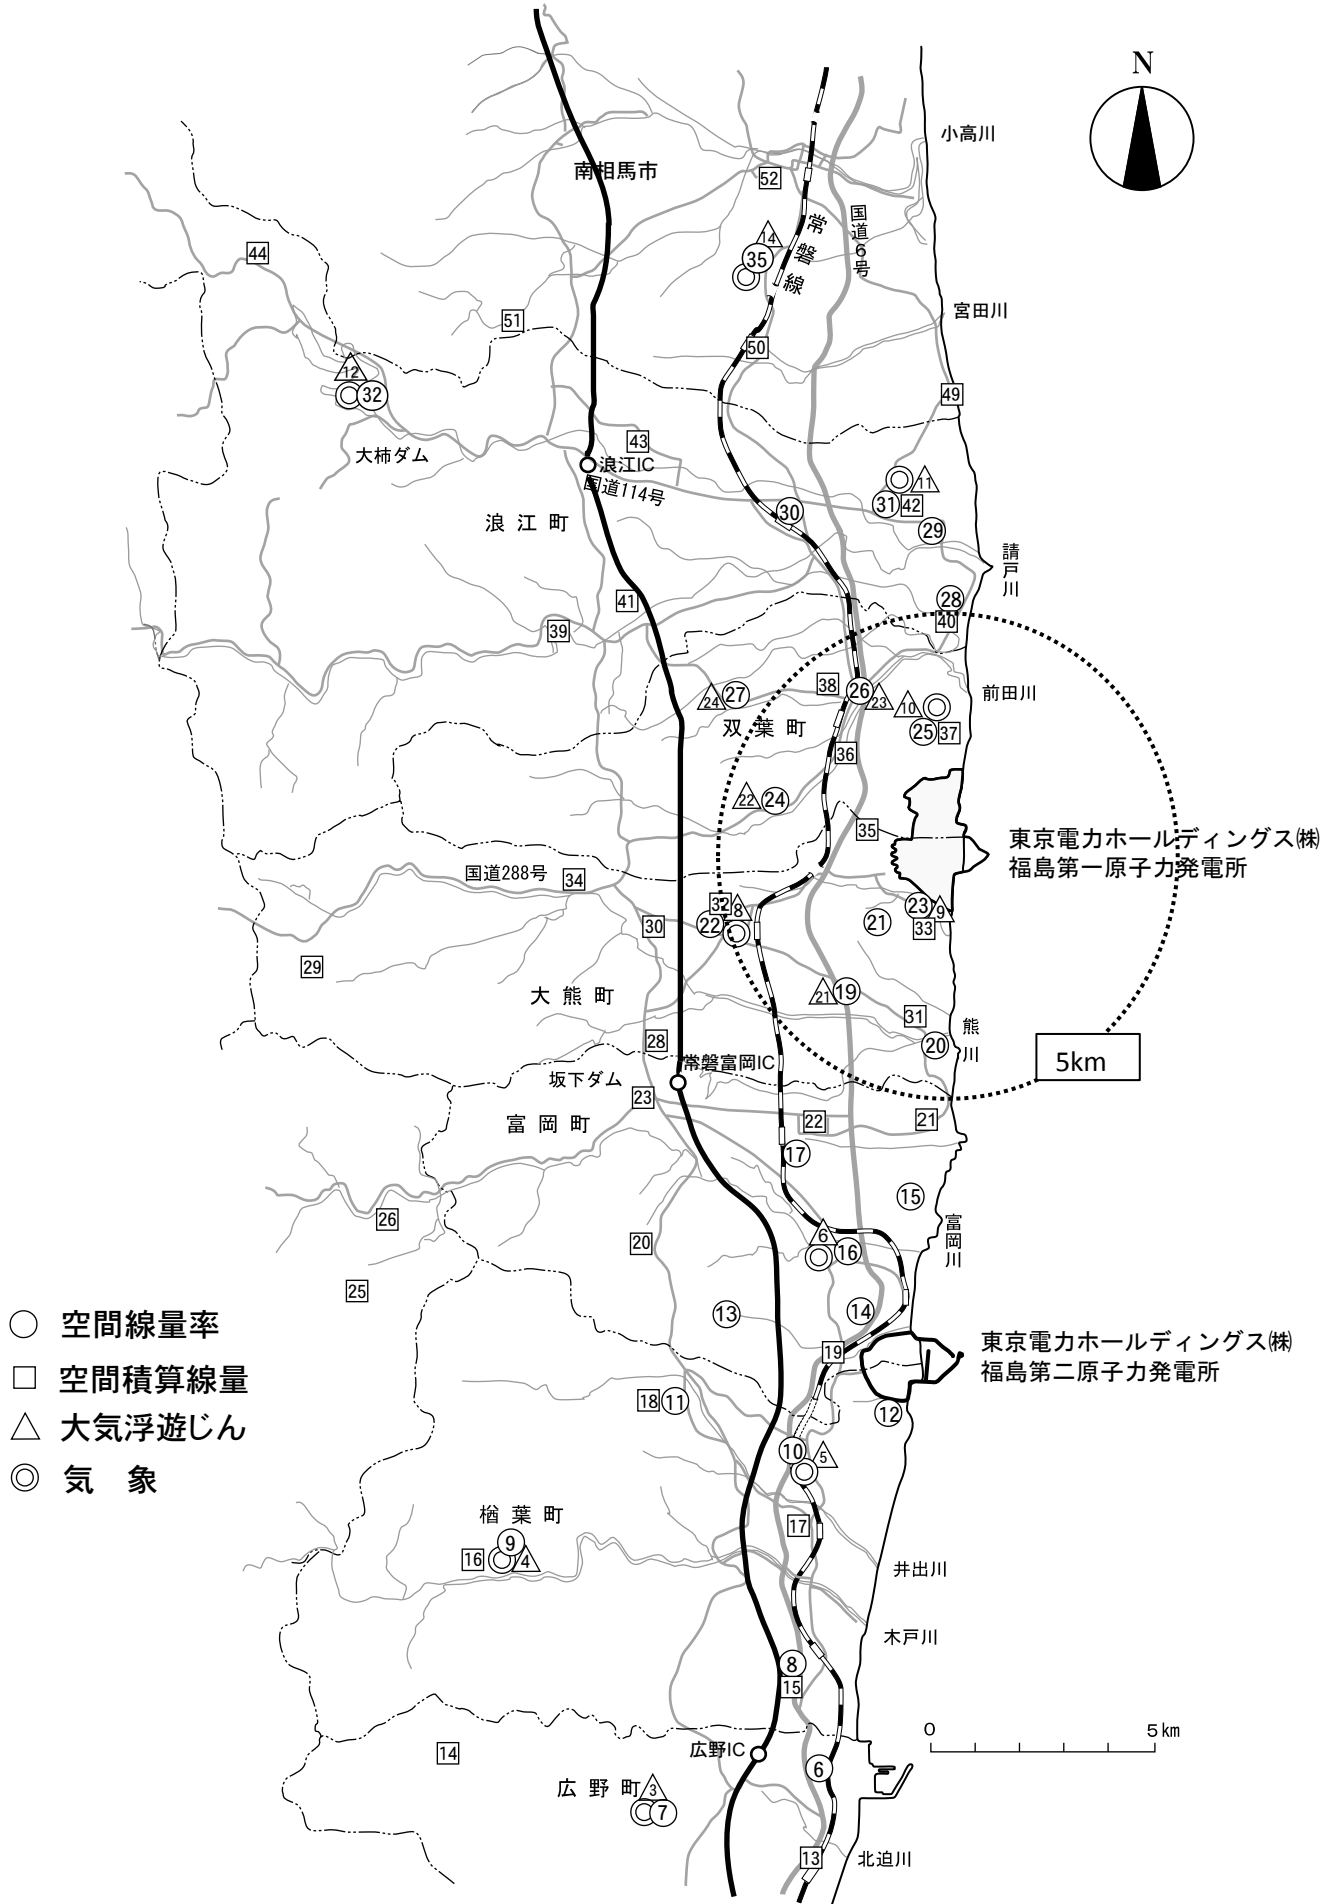 N
小高川
南相馬市
52
国道6号
常磐線
14
35
44
宮田川
51
50
12
32
49
43
大柿ダム
浪江IC
国道114号
11
31
42
30
29
浪江町
請戸川
28
41
40
39
38
26
23
10
前田川
24
27
25
37
双葉町
36
22
24
35
東京電力ホールディングス㈱
福島第一原子力発電所
国道288号
34
32
8
23
9
22
21
33
30
29
21
19
大熊町
31
熊川
28
20
5km
常磐富岡IC
坂下ダム
23
22
21
富岡町
17
15
26
富岡川
6
16
20
25
13
14
○ 空間線量率
東京電力ホールディングス㈱
福島第二原子力発電所
19
□ 空間積算線量
18
11
12
△ 大気浮遊じん
10
5
◎ 気 象
楢葉町
17
9
16
4
井出川
木戸川
8
15
0
5km
14
広野IC
6
広野町
3
7
13
北迫川